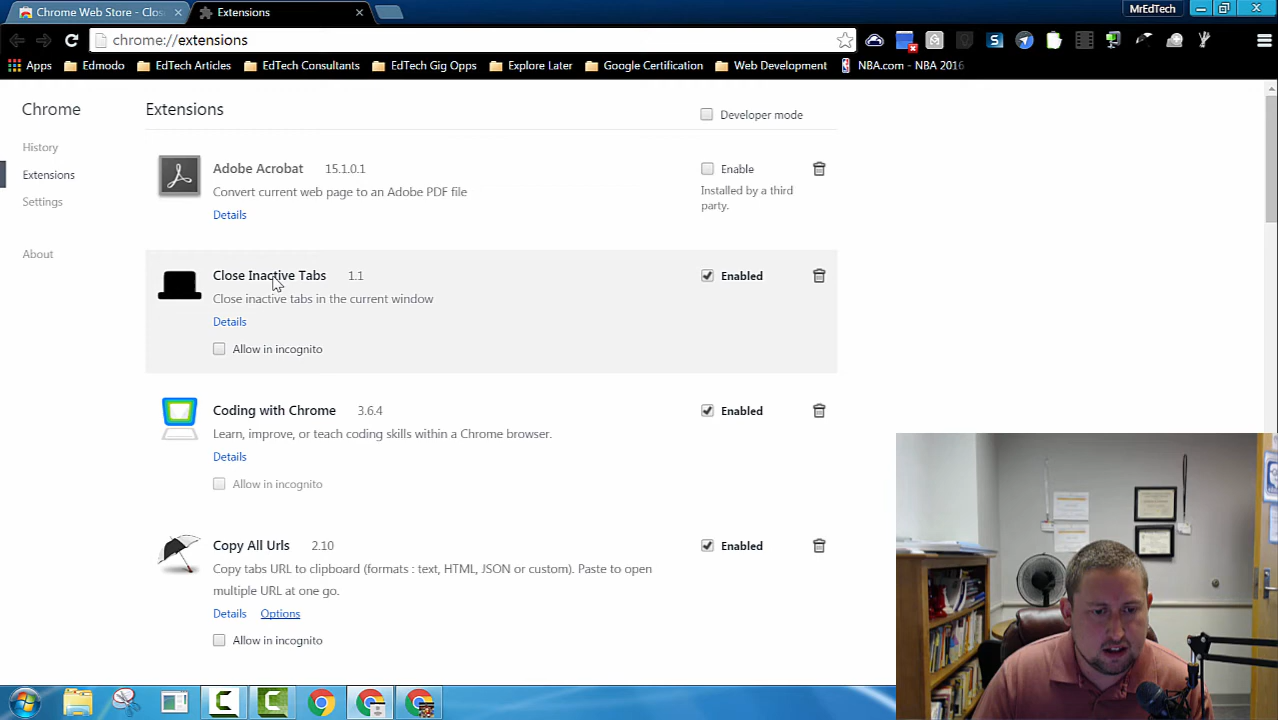 Chrome Web Store - Clos
Extensions
MrEdTech
chrome://extensions
Apps
Edmodo
EdTech Articles
EdTech Consultants
EdTech Gig Opps
Explore Later
Google Certification
Web Development
NBA.com - NBA 2016
Chrome
History
Extensions
Settings
About
Extensions
Developer mode
Adobe Acrobat 15.1.0.1
Convert current web page to an Adobe PDF file
Details
Enable
Installed by a third
party.
Close Inactive Tabs 1.1
Close inactive tabs in the current window
Details
Allow in incognito
Enabled
Coding with Chrome 3.6.4
Learn, improve, or teach coding skills within a Chrome browser.
Details
Allow in incognito
Enabled
Copy All Urls 2.10
Copy tabs URL to clipboard (formats : text, HTML, JSON or custom). Paste to open
multiple URL at one go.
Details Options
Allow in incognito
Enabled